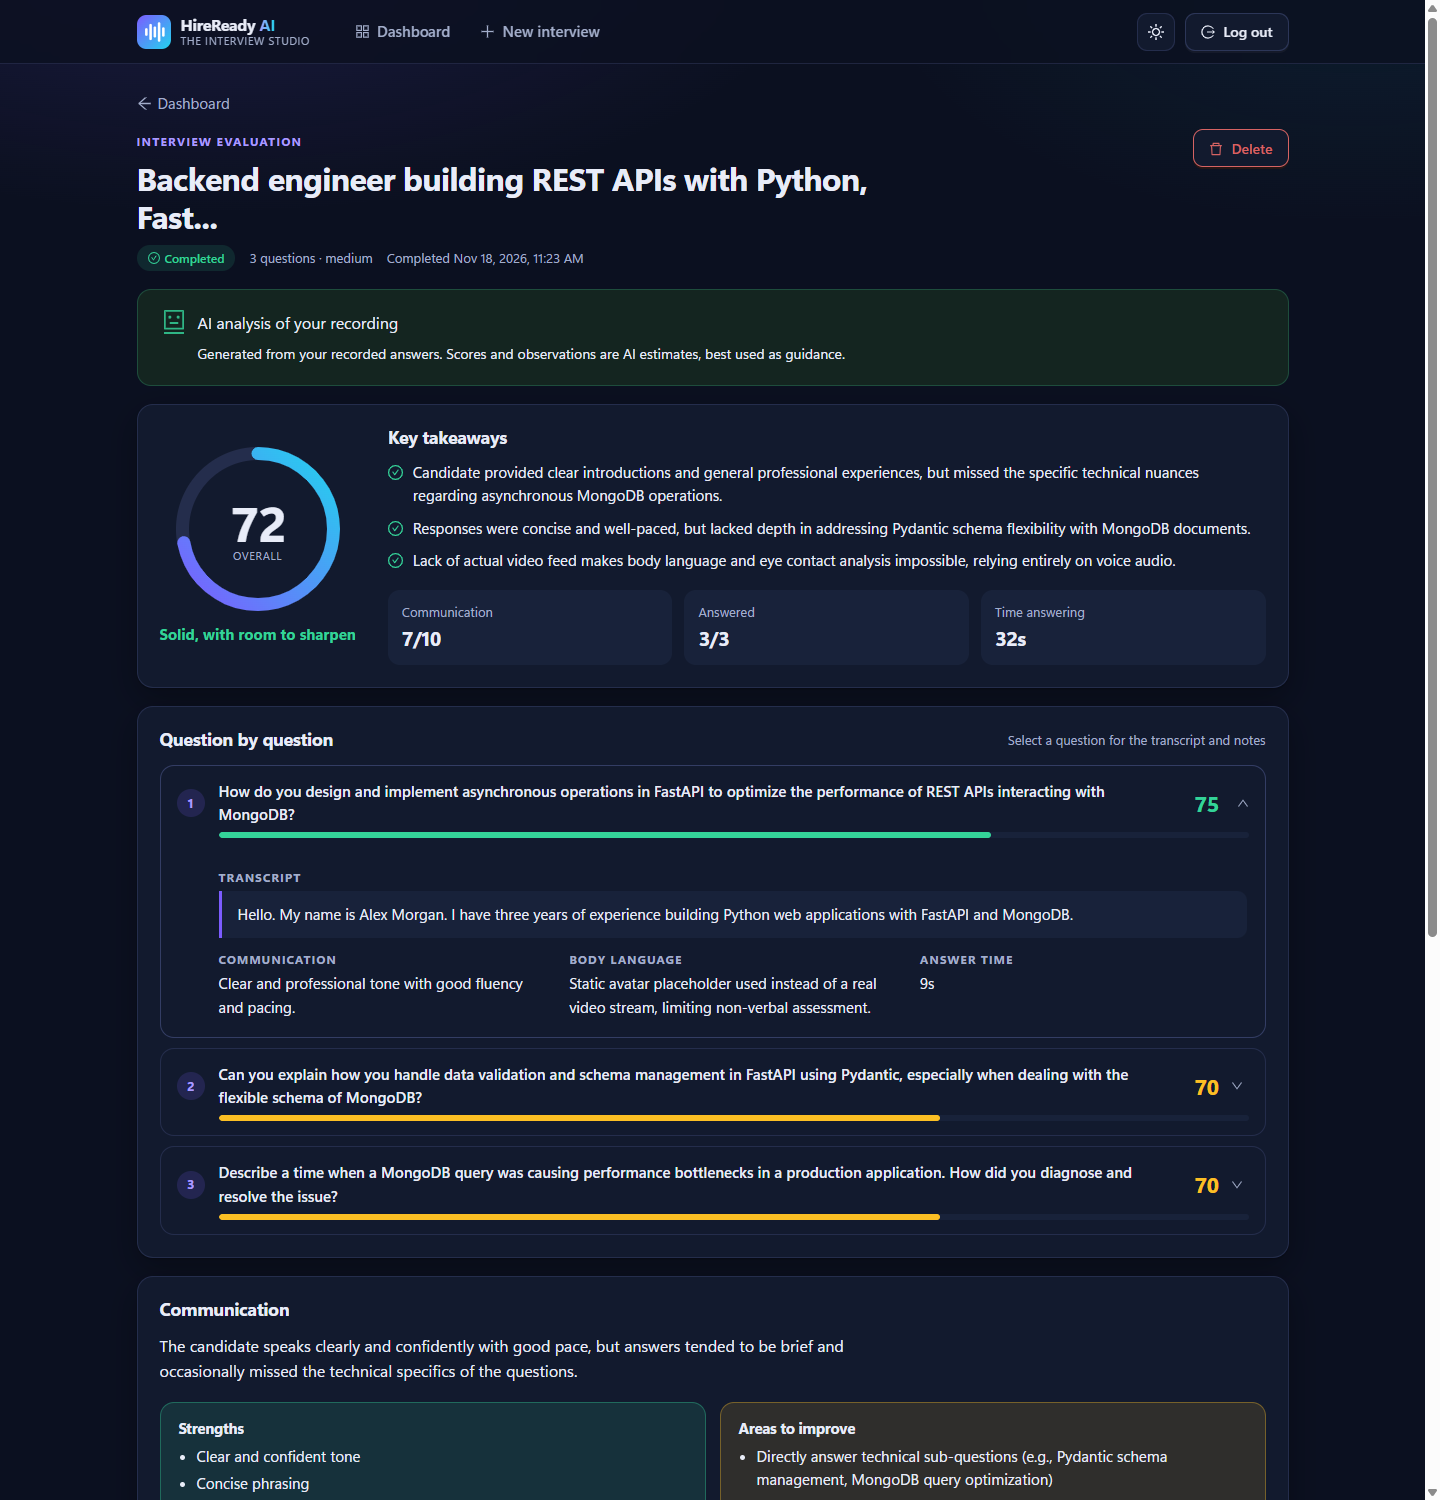 HireReady AI
THE INTERVIEW STUDIO
Dashboard
New interview
Log out
Dashboard
INTERVIEW EVALUATION
Delete
Backend engineer building REST APIs with Python,
Fast...
Completed
3 questions · medium
Completed Nov 18, 2026, 11:23 AM
AI analysis of your recording
Generated from your recorded answers. Scores and observations are AI estimates, best used as guidance.
72
OVERALL
Solid, with room to sharpen
Key takeaways
Candidate provided clear introductions and general professional experiences, but missed the specific technical nuances
regarding asynchronous MongoDB operations.
Responses were concise and well-paced, but lacked depth in addressing Pydantic schema flexibility with MongoDB documents.
Lack of actual video feed makes body language and eye contact analysis impossible, relying entirely on voice audio.
Communication
7/10
Answered
3/3
Time answering
32s
Question by question
Select a question for the transcript and notes
1
How do you design and implement asynchronous operations in FastAPI to optimize the performance of REST APIs interacting with
MongoDB?
75
TRANSCRIPT
Hello. My name is Alex Morgan. I have three years of experience building Python web applications with FastAPI and MongoDB.
COMMUNICATION
Clear and professional tone with good fluency
and pacing.
BODY LANGUAGE
Static avatar placeholder used instead of a real
video stream, limiting non-verbal assessment.
ANSWER TIME
9s
2
Can you explain how you handle data validation and schema management in FastAPI using Pydantic, especially when dealing with the
flexible schema of MongoDB?
70
3
Describe a time when a MongoDB query was causing performance bottlenecks in a production application. How did you diagnose and
resolve the issue?
70
Communication
The candidate speaks clearly and confidently with good pace, but answers tended to be brief and
occasionally missed the technical specifics of the questions.
Strengths
• Clear and confident tone
• Concise phrasing
Areas to improve
• Directly answer technical sub-questions (e.g., Pydantic schema
management, MongoDB query optimization)